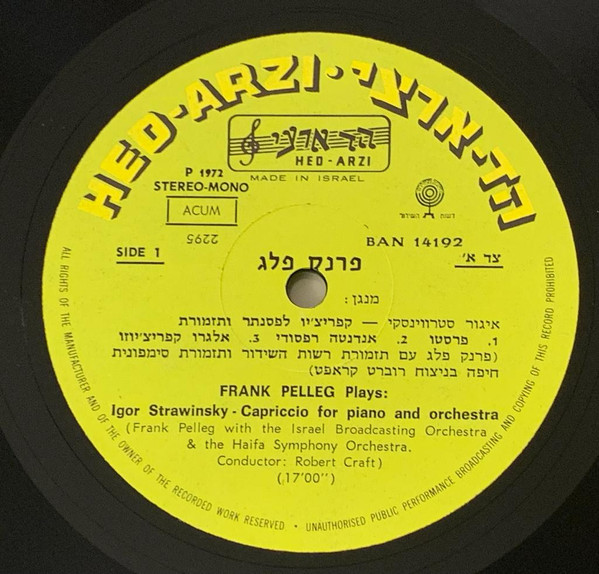 HED-ARZI · הד-ארצי
הד ארצי
HED-ARZI
MADE IN ISRAEL
P 1972
STEREO-MONO
ACUM
5622
רשות השידור
BAN 14192
SIDE 1
צד א'
פרנק פלג
מנגן:
איגור סטרווינסקי — קפריצ'יו לפסנתר ותזמורת
1. פרסטו 2. אנדנטה רפסודי 3. אלגרו קפריצ'יוזו
(פרנק פלג עם תזמורת רשות השידור ותזמורת סימפונית
חיפה בניצוח רוברט קראפט)
FRANK PELLEG Plays:
Igor Strawinsky - Capriccio for piano and orchestra
(Frank Pelleg with the Israel Broadcasting Orchestra
& the Haifa Symphony Orchestra.
Conductor: Robert Craft)
(17'00")
ALL RIGHTS OF THE MANUFACTURER AND OF THE OWNER OF THE RECORDED WORK RESERVED • UNAUTHORISED PUBLIC PERFORMANCE BROADCASTING AND COPYING OF THIS RECORD PROHIBITED